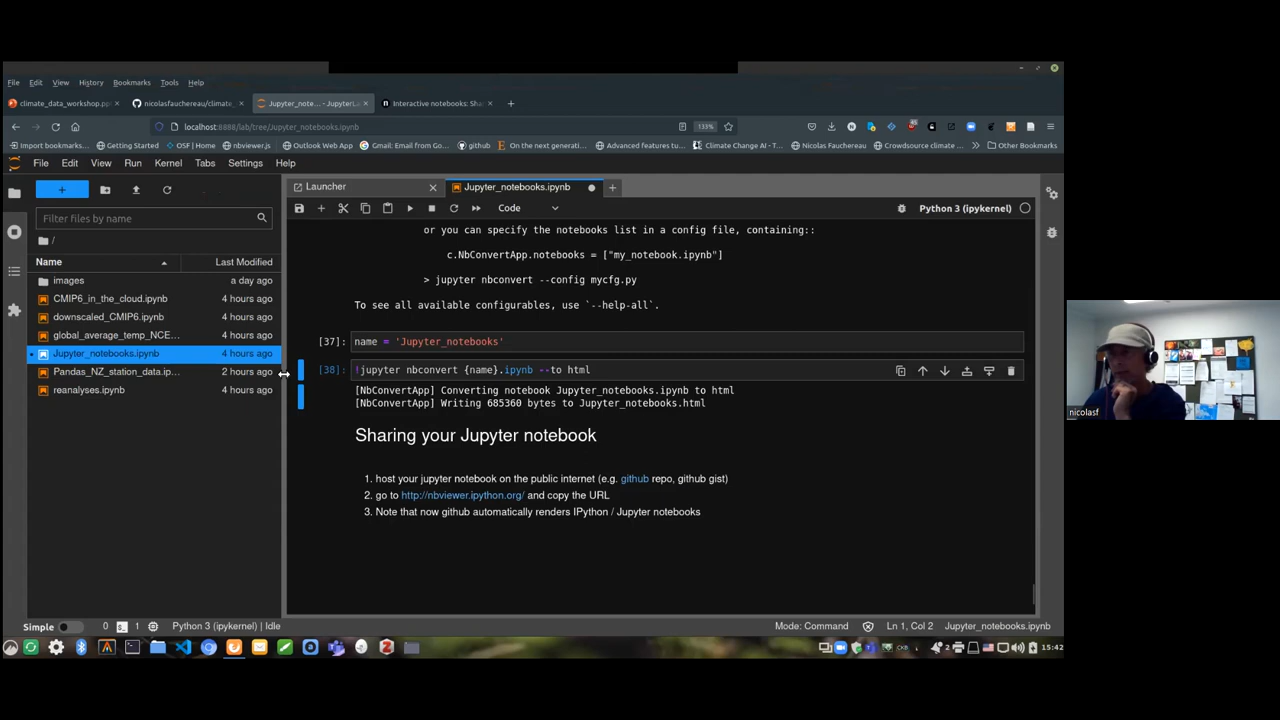 File Edit View History Bookmarks Tools Help
climate_data_workshop.pp
nicolasfauchereau/climate_
Jupyter_note... - JupyterL
Interactive notebooks: Sha
localhost:8888/lab/tree/Jupyter_notebooks.ipynb
133%
45
Import bookmarks...
Getting Started
nbviewer.js
OSF | Home
Outlook Web App
Gmail: Email from Go...
github
On the next generati...
Advanced features tu...
Climate Change AI - T...
Nicolas Fauchereau
Crowdsource climate ...
Other Bookmarks
File Edit View Run Kernel Tabs Settings Help
Launcher
Jupyter_notebooks.ipynb
Code
Python 3 (ipykernel)
Filter files by name
/
Name Last Modified
images a day ago
CMIP6_in_the_cloud.ipynb 4 hours ago
downscaled_CMIP6.ipynb 4 hours ago
global_average_temp_NCE... 4 hours ago
Jupyter_notebooks.ipynb 4 hours ago
Pandas_NZ_station_data.ip... 2 hours ago
reanalyses.ipynb 4 hours ago
or you can specify the notebooks list in a config file, containing::
c.NbConvertApp.notebooks = ["my_notebook.ipynb"]
> jupyter nbconvert --config mycfg.py
To see all available configurables, use `--help-all`.
[37]: name = 'Jupyter_notebooks'
[38]: !jupyter nbconvert {name}.ipynb --to html
[NbConvertApp] Converting notebook Jupyter_notebooks.ipynb to html
[NbConvertApp] Writing 685360 bytes to Jupyter_notebooks.html
Sharing your Jupyter notebook
1. host your jupyter notebook on the public internet (e.g. github repo, github gist)
2. go to http://nbviewer.ipython.org/ and copy the URL
3. Note that now github automatically renders IPython / Jupyter notebooks
nicolasf
Simple 0 1 Python 3 (ipykernel) | Idle
Mode: Command Ln 1, Col 2 Jupyter_notebooks.ipynb
2
15:42